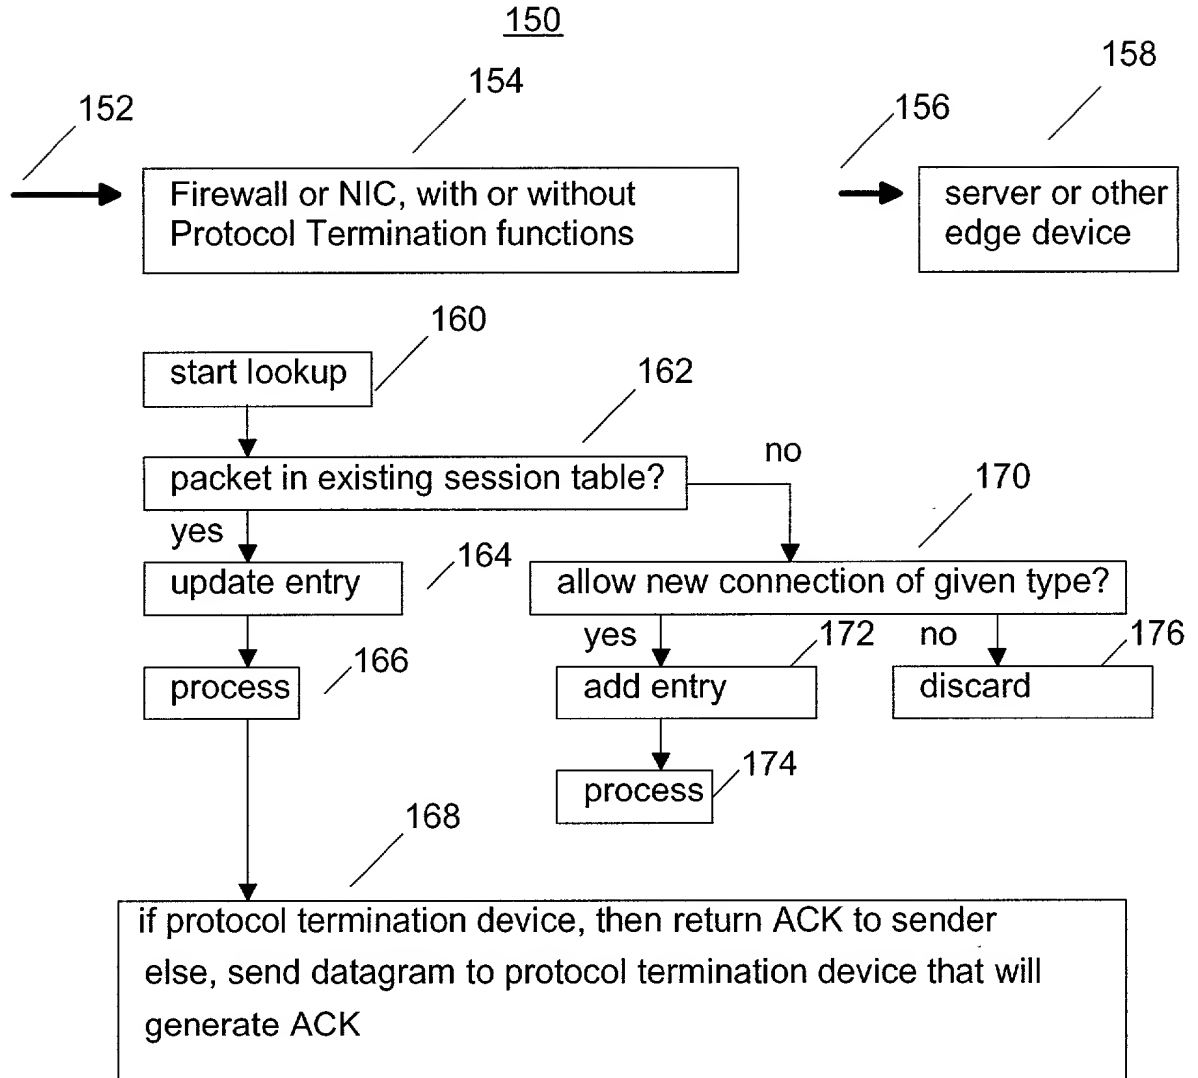 150
154
158
152
156
Firewall or NIC, with or without
Protocol Termination functions
server or other
edge device
160
start lookup
162
no
packet in existing session table?
170
yes
164
update entry
allow new connection of given type?
yes
172
no
176
166
process
add entry
discard
174
process
168
if protocol termination device, then return ACK to sender
else, send datagram to protocol termination device that will
generate ACK